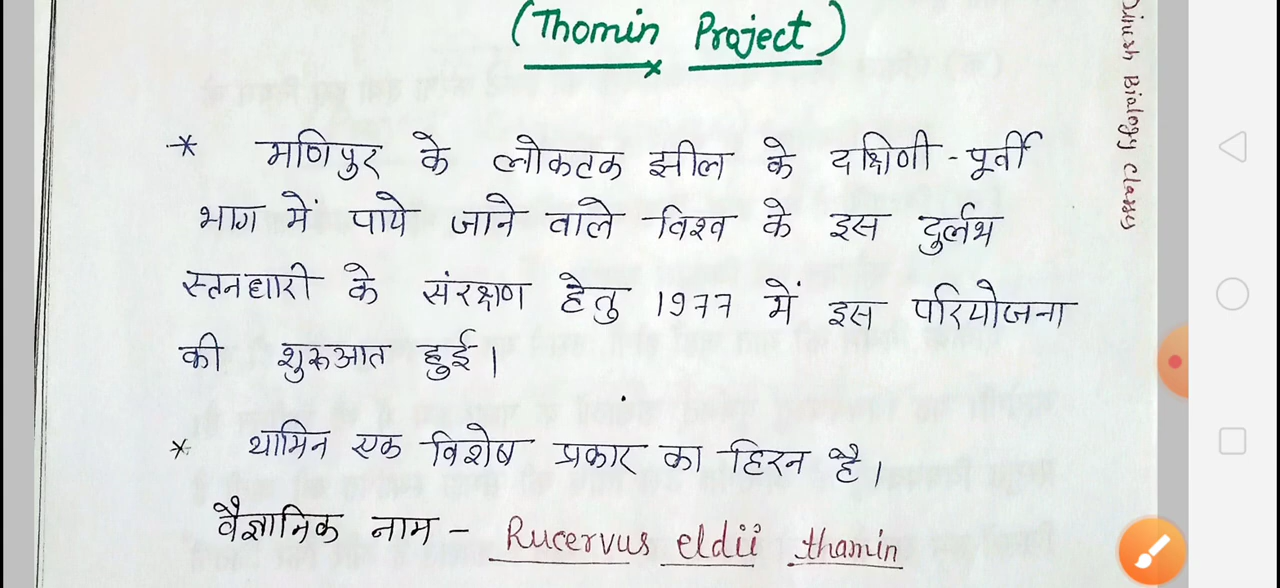 (Thomin Project)
* मणिपुर के लोकटक झील के दक्षिणी-पूर्वी
भाग में पाये जाने वाले विश्व के इस दुर्लभ
स्तनधारी के संरक्षण हेतु 1977 में इस परियोजना
की शुरूआत हुई।
* थामिन एक विशेष प्रकार का हिरन है।
वैज्ञानिक नाम - Rucervus eldii thamin
Dinesh Biology Classes